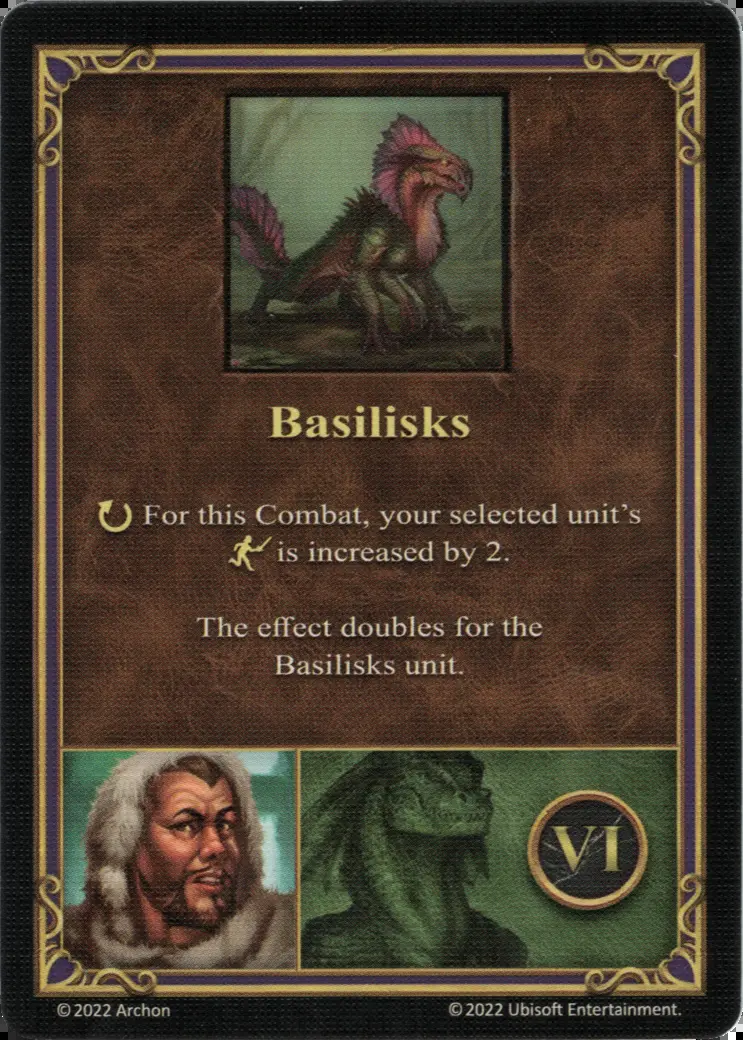 Basilisks
For this Combat, your selected unit's
is increased by 2.
The effect doubles for the
Basilisks unit.
VI
© 2022 Archon
© 2022 Ubisoft Entertainment.